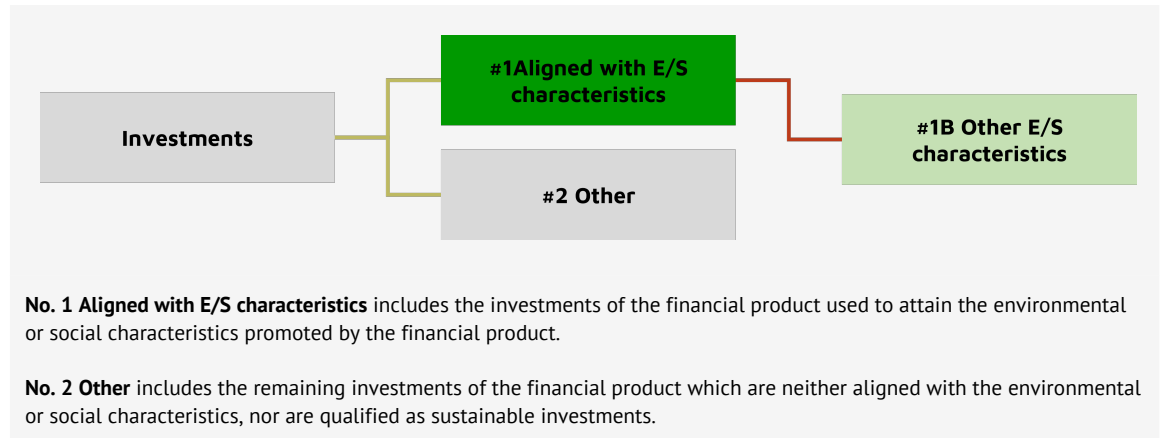 #1Aligned with E/S
characteristics
Investments
#1B Other E/S
characteristics
#2 Other
No. 1 Aligned with E/S characteristics includes the investments of the financial product used to attain the environmental
or social characteristics promoted by the financial product.
No. 2 Other includes the remaining investments of the financial product which are neither aligned with the environmental
or social characteristics, nor are qualified as sustainable investments.